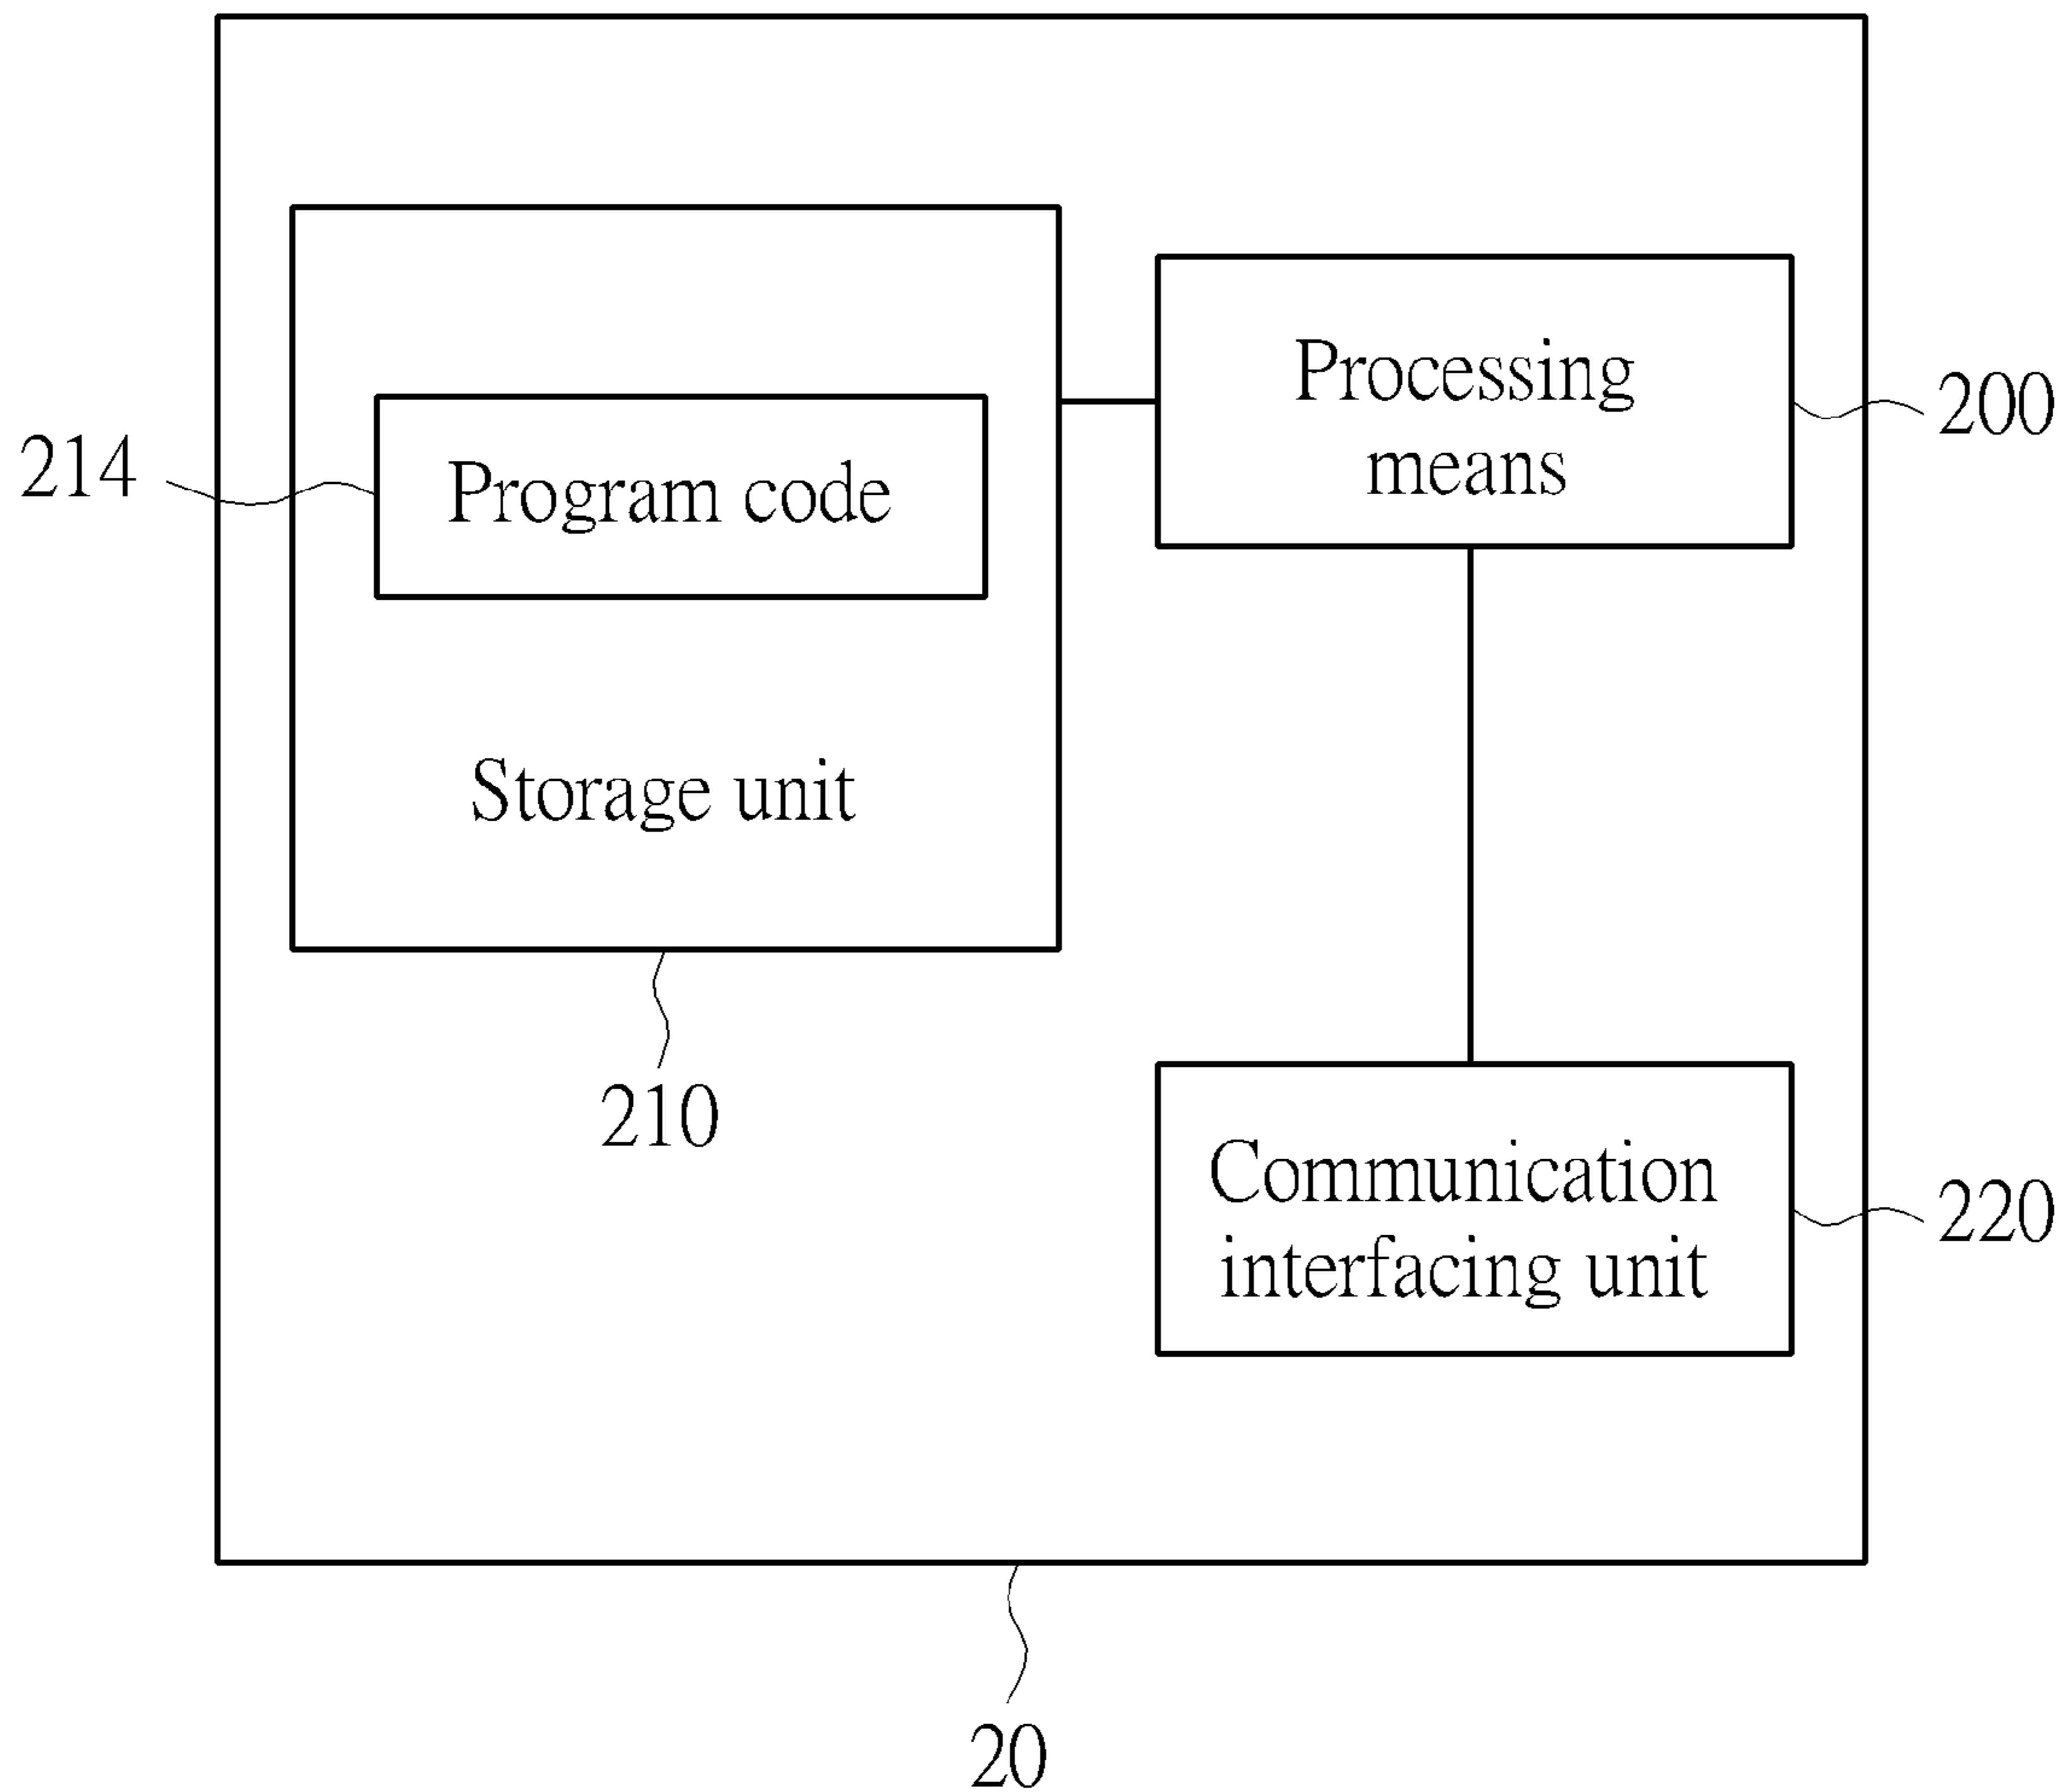 Processing
means
200
214
Program code
Storage unit
210
Communication
interfacing unit
220
20